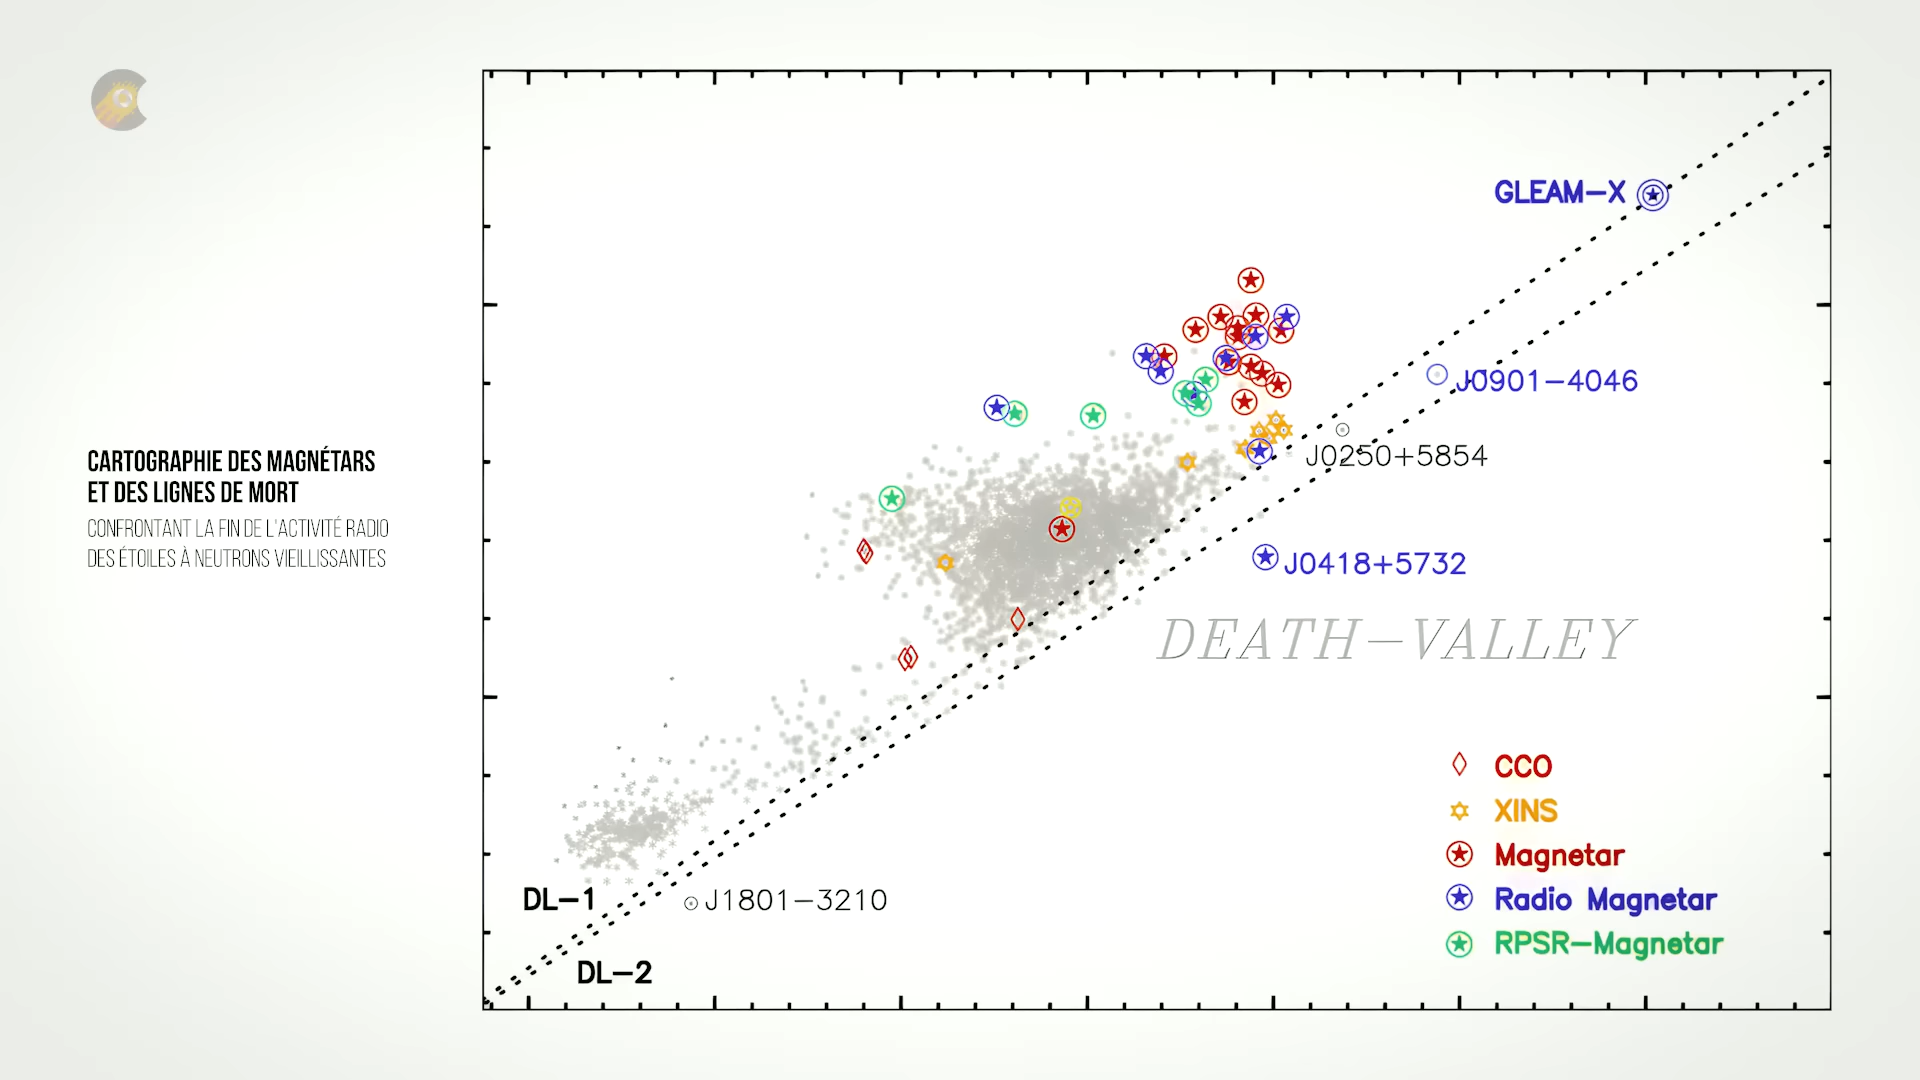 CARTOGRAPHIE DES MAGNÉTARS
ET DES LIGNES DE MORT
CONFRONTANT LA FIN DE L'ACTIVITÉ RADIO
DES ÉTOILES À NEUTRONS VIEILLISSANTES
GLEAM-X
J0901-4046
J0250+5854
J0418+5732
DEATH-VALLEY
J1801-3210
DL-1
DL-2
CCO
XINS
Magnetar
Radio Magnetar
RPSR-Magnetar